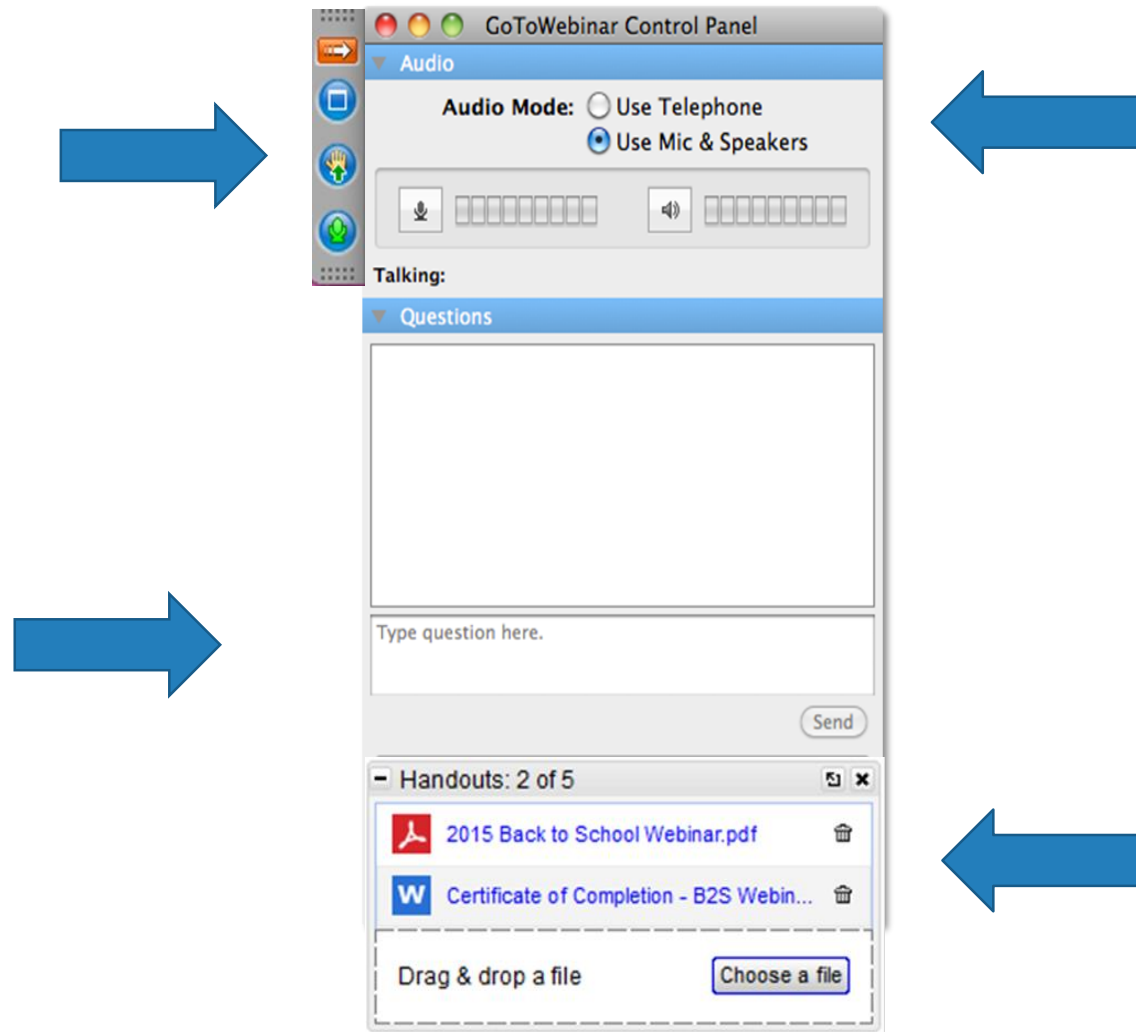 GoToWebinar Control Panel
Audio
Audio Mode: Use Telephone
Use Mic & Speakers
Talking:
Questions
Type question here.
Send
Handouts: 2 of 5
2015 Back to School Webinar.pdf
W Certificate of Completion - B2S Webin...
Drag & drop a file Choose a file